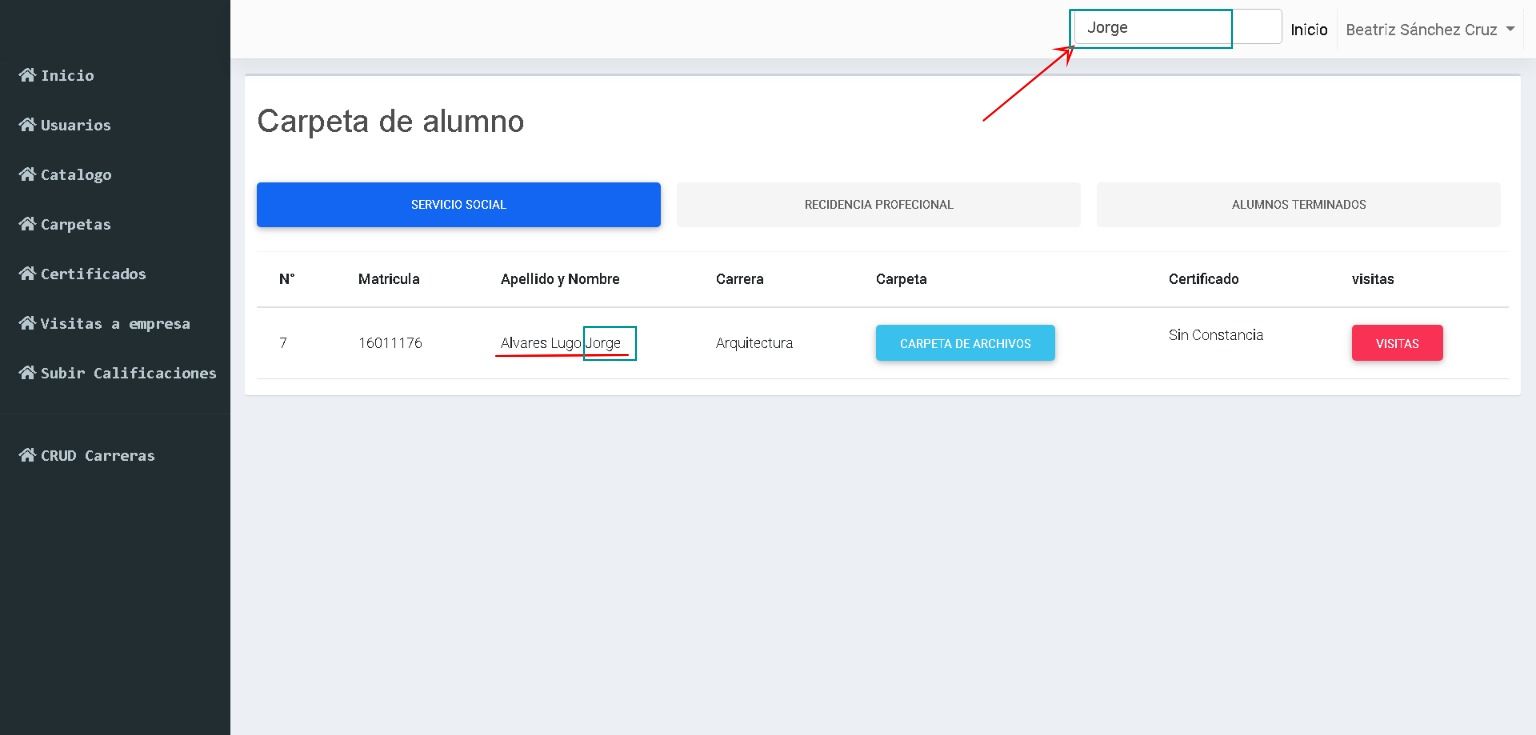 Jorge
Inicio
Beatriz Sánchez Cruz
Inicio
Usuarios
Catalogo
Carpetas
Certificados
Visitas a empresa
Subir Calificaciones
CRUD Carreras
Carpeta de alumno
SERVICIO SOCIAL
RECIDENCIA PROFECIONAL
ALUMNOS TERMINADOS
N° Matricula Apellido y Nombre Carrera Carpeta Certificado visitas
7 16011176 Alvares Lugo Jorge Arquitectura CARPETA DE ARCHIVOS Sin Constancia VISITAS